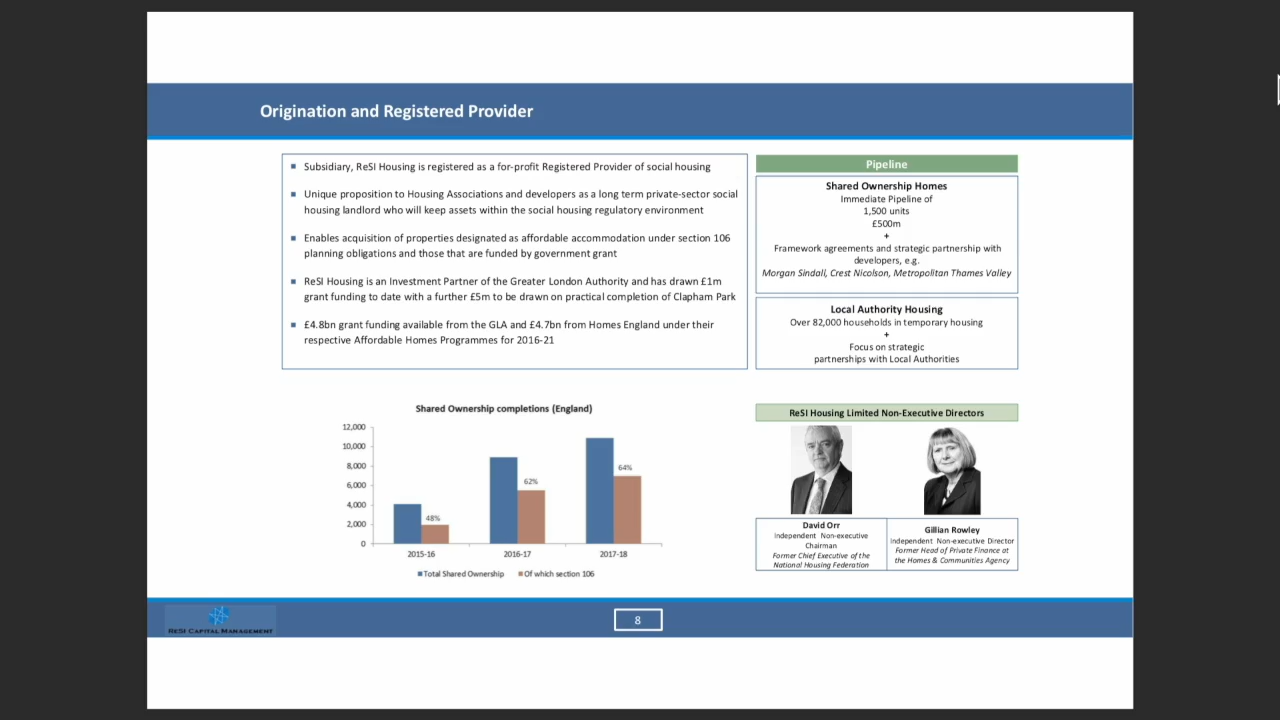 Origination and Registered Provider
Subsidiary, ReSI Housing is registered as a for-profit Registered Provider of social housing
Unique proposition to Housing Associations and developers as a long term private-sector social
housing landlord who will keep assets within the social housing regulatory environment
Enables acquisition of properties designated as affordable accommodation under section 106
planning obligations and those that are funded by government grant
ReSI Housing is an Investment Partner of the Greater London Authority and has drawn £1m
grant funding to date with a further £5m to be drawn on practical completion of Clapham Park
£4.8bn grant funding available from the GLA and £4.7bn from Homes England under their
respective Affordable Homes Programmes for 2016-21
Pipeline
Shared Ownership Homes
Immediate Pipeline of
1,500 units
£500m
+
Framework agreements and strategic partnership with
developers, e.g.
Morgan Sindall, Crest Nicolson, Metropolitan Thames Valley
Local Authority Housing
Over 82,000 households in temporary housing
+
Focus on strategic
partnerships with Local Authorities
Shared Ownership completions (England)
12,000
10,000
8,000
6,000
4,000
2,000
0
48%
62%
64%
2015-16
2016-17
2017-18
Total Shared Ownership
Of which section 106
ReSI Housing Limited Non-Executive Directors
David Orr
Independent Non-executive
Chairman
Former Chief Executive of the
National Housing Federation
Gillian Rowley
Independent Non-executive Director
Former Head of Private Finance at
the Homes & Communities Agency
RESI CAPITAL MANAGEMENT
8